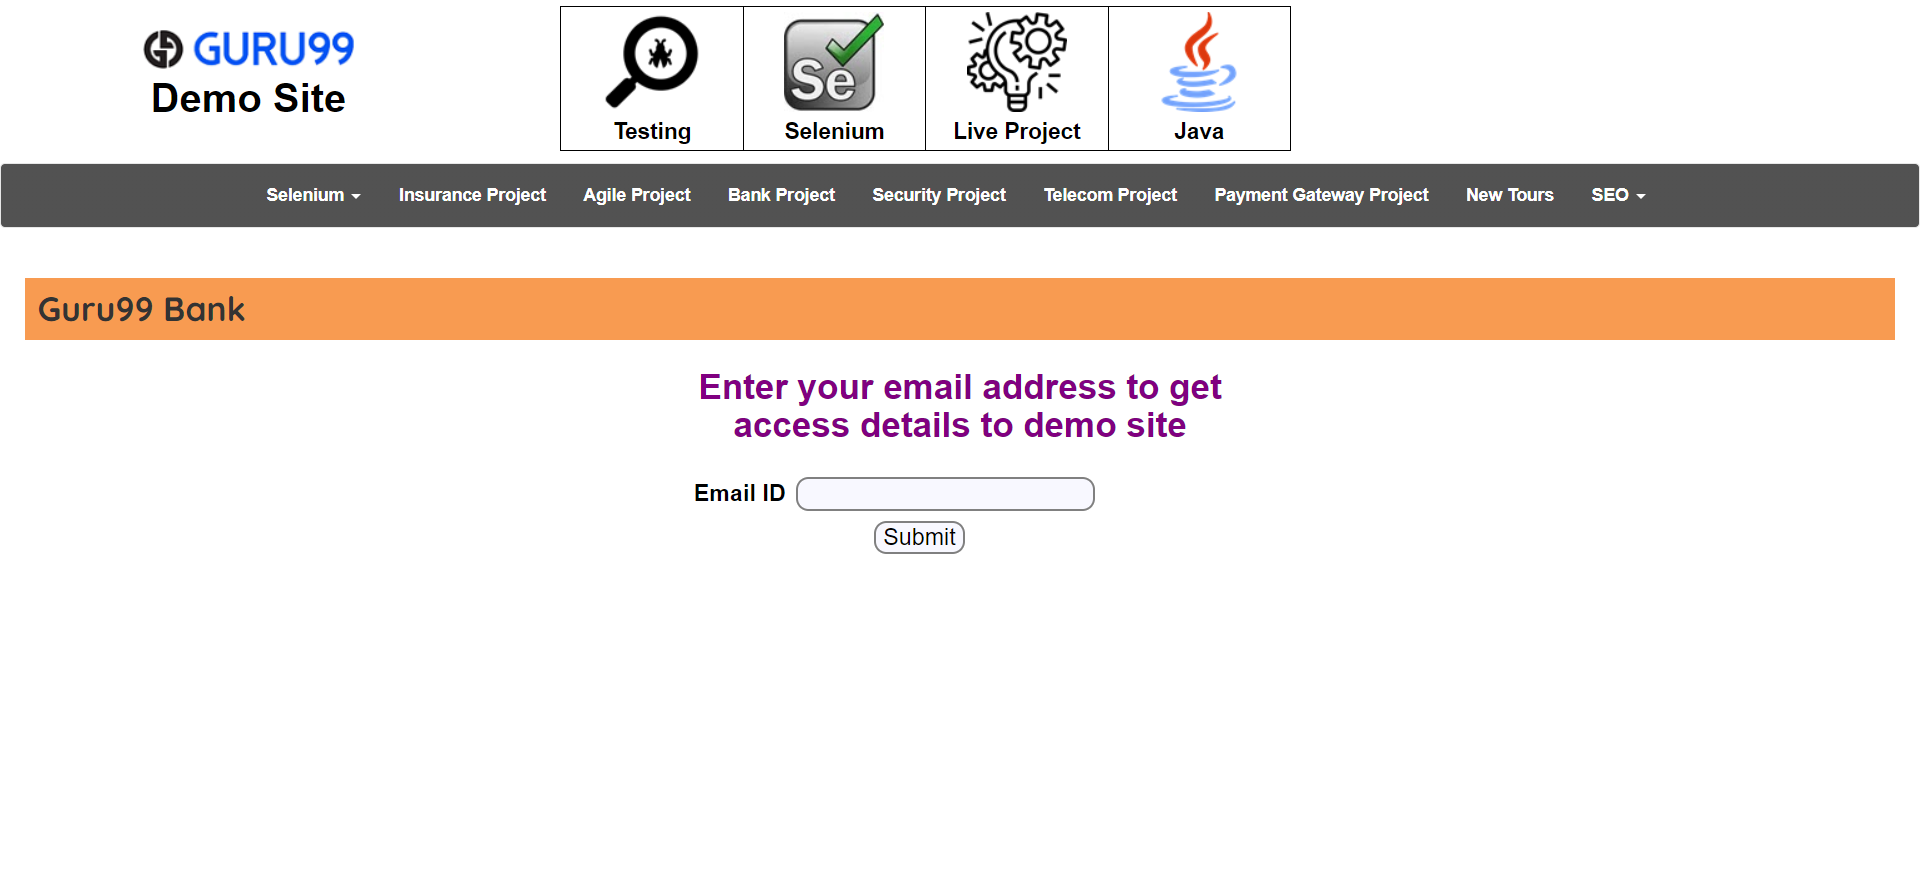 GURU99
Demo Site
Testing
Se
Selenium
Live Project
Java
Selenium
Insurance Project
Agile Project
Bank Project
Security Project
Telecom Project
Payment Gateway Project
New Tours
SEO
Guru99 Bank
Enter your email address to get
access details to demo site
Email ID
Submit